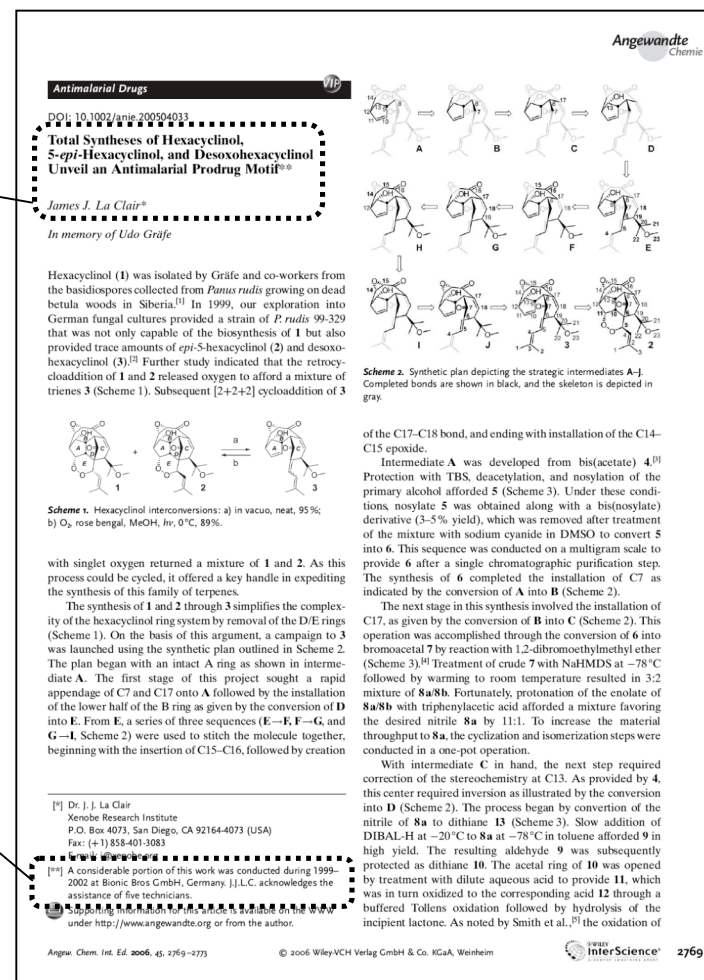 Angewandte
Chemie
Antimalarial Drugs
VIP
DOI: 10.1002/anie.200504033
Total Syntheses of Hexacyclinol,
5-epi-Hexacyclinol, and Desoxohexacyclinol
Unveil an Antimalarial Prodrug Motif**
James J. La Clair*
In memory of Udo Gräfe
Hexacyclinol (1) was isolated by Gräfe and co-workers from
the basidiospores collected from Panus rudis growing on dead
betula woods in Siberia.[1] In 1999, our exploration into
German fungal cultures provided a strain of P. rudis 99-329
that was not only capable of the biosynthesis of 1 but also
provided trace amounts of epi-5-hexacyclinol (2) and desoxo-
hexacyclinol (3).[2] Further study indicated that the retrocy-
cloaddition of 1 and 2 released oxygen to afford a mixture of
trienes 3 (Scheme 1). Subsequent [2+2+2] cycloaddition of 3
1 + 2 a b 3
Scheme 1. Hexacyclinol interconversions: a) in vacuo, neat, 95%;
b) O2, rose bengal, MeOH, hν, 0°C, 89%.
with singlet oxygen returned a mixture of 1 and 2. As this
process could be cycled, it offered a key handle in expediting
the synthesis of this family of terpenes.
The synthesis of 1 and 2 through 3 simplifies the complex-
ity of the hexacyclinol ring system by removal of the D/E rings
(Scheme 1). On the basis of this argument, a campaign to 3
was launched using the synthetic plan outlined in Scheme 2.
The plan began with an intact A ring as shown in interme-
diate A. The first stage of this project sought a rapid
appendage of C7 and C17 onto A followed by the installation
of the lower half of the B ring as given by the conversion of D
into E. From E, a series of three sequences (E→F, F→G, and
G→I, Scheme 2) were used to stitch the molecule together,
beginning with the insertion of C15–C16, followed by creation
[*] Dr. J. J. La Clair
Xenobe Research Institute
P.O. Box 4073, San Diego, CA 92164-4073 (USA)
Fax: (+1) 858-401-3083
E-mail: i@xenobe.org
[**] A considerable portion of this work was conducted during 1999–
2002 at Bionic Bros GmbH, Germany. J.J.L.C. acknowledges the
assistance of five technicians.
Supporting information for this article is available on the WWW
under http://www.angewandte.org or from the author.
A B C D
H G F E
I J 3 2
Scheme 2. Synthetic plan depicting the strategic intermediates A–J.
Completed bonds are shown in black, and the skeleton is depicted in
gray.
of the C17–C18 bond, and ending with installation of the C14–
C15 epoxide.
Intermediate A was developed from bis(acetate) 4.[3]
Protection with TBS, deacetylation, and nosylation of the
primary alcohol afforded 5 (Scheme 3). Under these condi-
tions, nosylate 5 was obtained along with a bis(nosylate)
derivative (3–5% yield), which was removed after treatment
of the mixture with sodium cyanide in DMSO to convert 5
into 6. This sequence was conducted on a multigram scale to
provide 6 after a single chromatographic purification step.
The synthesis of 6 completed the installation of C7 as
indicated by the conversion of A into B (Scheme 2).
The next stage in this synthesis involved the installation of
C17, as given by the conversion of B into C (Scheme 2). This
operation was accomplished through the conversion of 6 into
bromoacetal 7 by reaction with 1,2-dibromoethylmethyl ether
(Scheme 3).[4] Treatment of crude 7 with NaHMDS at −78°C
followed by warming to room temperature resulted in 3:2
mixture of 8a/8b. Fortunately, protonation of the enolate of
8a/8b with triphenylacetic acid afforded a mixture favoring
the desired nitrile 8a by 11:1. To increase the material
throughput to 8a, the cyclization and isomerization steps were
conducted in a one-pot operation.
With intermediate C in hand, the next step required
correction of the stereochemistry at C13. As provided by 4,
this center required inversion as illustrated by the conversion
into D (Scheme 2). The process began by convertion of the
nitrile of 8a to dithiane 13 (Scheme 3). Slow addition of
DIBAL-H at −20°C to 8a at −78°C in toluene afforded 9 in
high yield. The resulting aldehyde 9 was subsequently
protected as dithiane 10. The acetal ring of 10 was opened
by treatment with dilute aqueous acid to provide 11, which
was in turn oxidized to the corresponding acid 12 through a
buffered Tollens oxidation followed by hydrolysis of the
incipient lactone. As noted by Smith et al.,[5] the oxidation of
Angew. Chem. Int. Ed. 2006, 45, 2769–2773
© 2006 Wiley-VCH Verlag GmbH & Co. KGaA, Weinheim
WILEY
InterScience®
2769